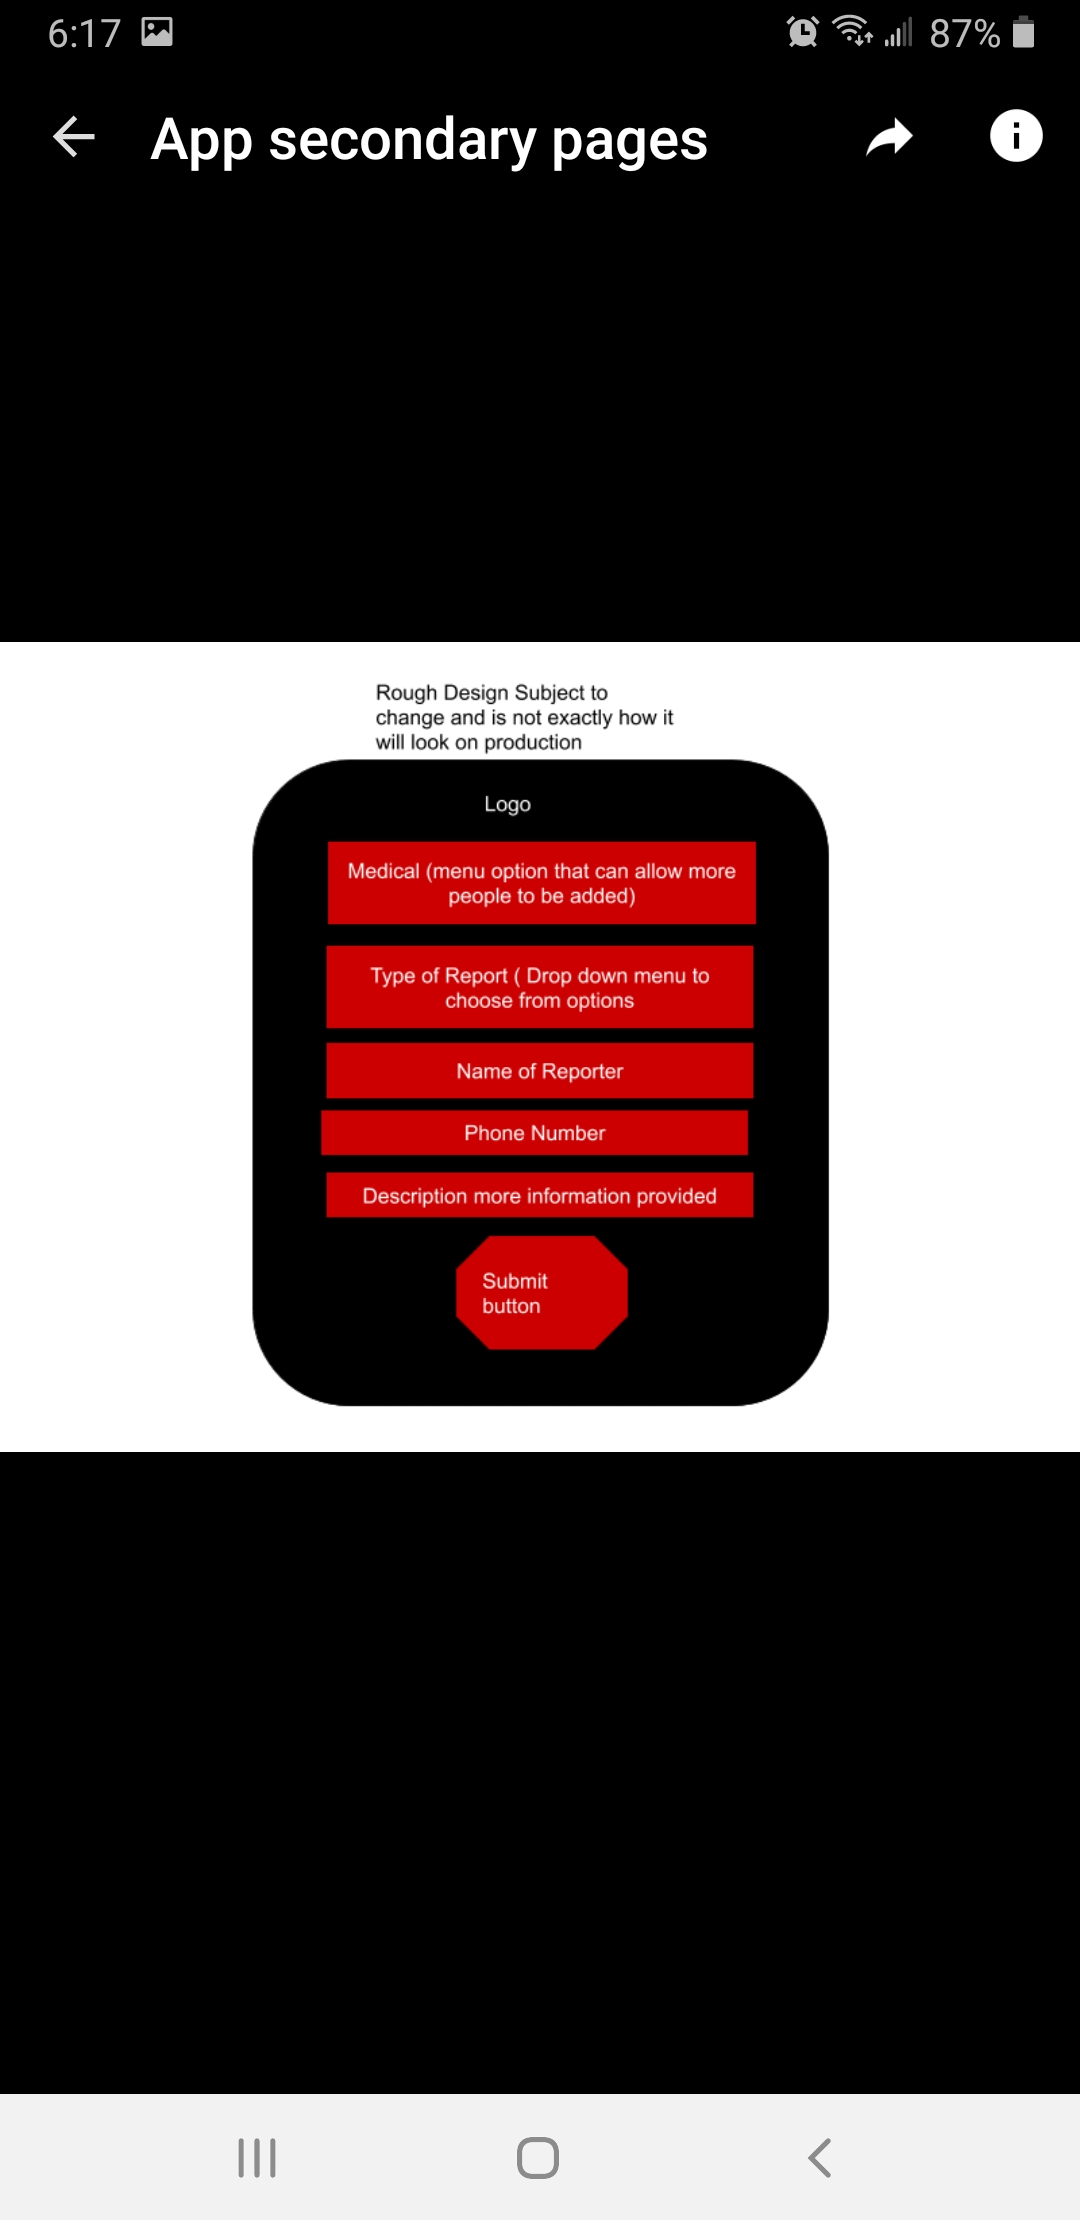 6:17
87%
App secondary pages
Rough Design Subject to
change and is not exactly how it
will look on production
Logo
Medical (menu option that can allow more
people to be added)
Type of Report ( Drop down menu to
choose from options
Name of Reporter
Phone Number
Description more information provided
Submit
button